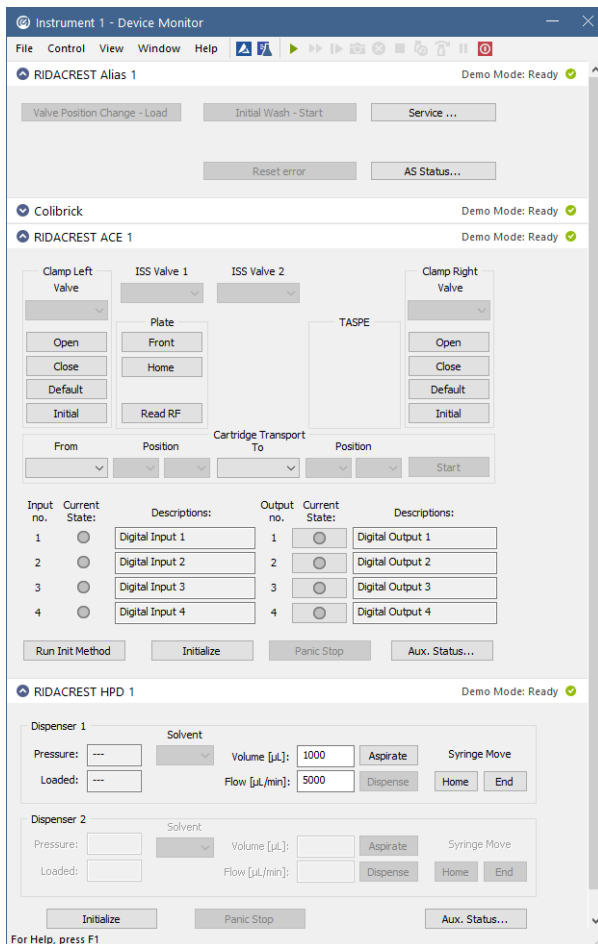 Instrument 1 - Device Monitor
File Control View Window Help
RIDACREST Alias 1 Demo Mode: Ready
Valve Position Change - Load Initial Wash - Start Service ...
Reset error AS Status...
Colibrick Demo Mode: Ready
RIDACREST ACE 1 Demo Mode: Ready
Clamp Left ISS Valve 1 ISS Valve 2 Clamp Right
Valve Valve
Plate TASPE
Open Front Open
Close Home Close
Default Default
Initial Read RF Initial
Cartridge Transport
From Position To Position
Start
Input Current Output Current
no. State: Descriptions: no. State: Descriptions:
1 Digital Input 1 1 Digital Output 1
2 Digital Input 2 2 Digital Output 2
3 Digital Input 3 3 Digital Output 3
4 Digital Input 4 4 Digital Output 4
Run Init Method Initialize Panic Stop Aux. Status...
RIDACREST HPD 1 Demo Mode: Ready
Dispenser 1
Solvent
Pressure: --- Volume [µL]: 1000 Aspirate Syringe Move
Loaded: --- Flow [µL/min]: 5000 Dispense Home End
Dispenser 2
Solvent
Pressure: Volume [µL]: Aspirate Syringe Move
Loaded: Flow [µL/min]: Dispense Home End
Initialize Panic Stop Aux. Status...
For Help, press F1